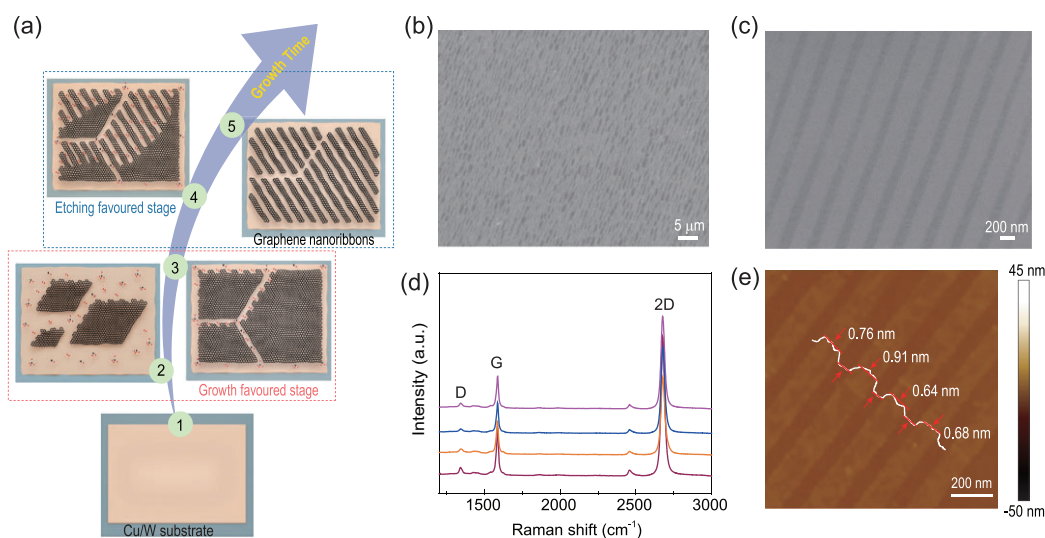 (a)
Growth Time
5
4
Etching favoured stage
Graphene nanoribbons
3
2
Growth favoured stage
1
Cu/W substrate
(b)
5 μm
(c)
200 nm
(d)
D
G
2D
Intensity (a.u.)
1500
2000
2500
3000
Raman shift (cm⁻¹)
(e)
0.76 nm
0.91 nm
0.64 nm
0.68 nm
200 nm
45 nm
-50 nm